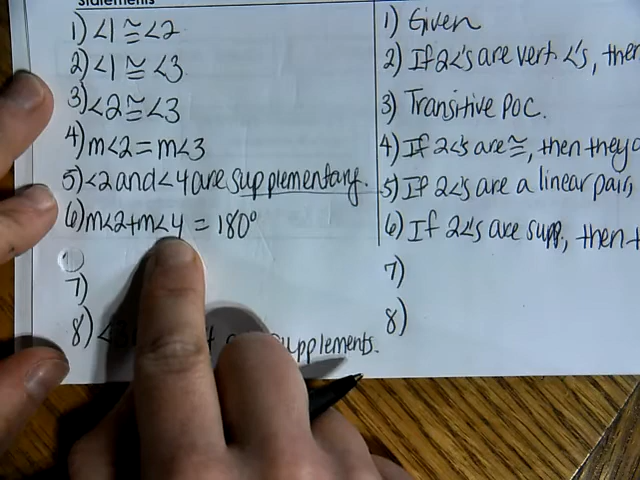 Statements
1) <1 ≅ <2
2) <1 ≅ <3
3) <2 ≅ <3
4) m<2 = m<3
5) <2 and <4 are supplementary.
6) m<2 + m<4 = 180°
7)
8) < supplements.
1) Given
2) If 2<'s are vert <'s, then
3) Transitive POC.
4) If 2<'s are ≅, then they
5) If 2<'s are a linear pair,
6) If 2<'s are supp, then
7)
8)